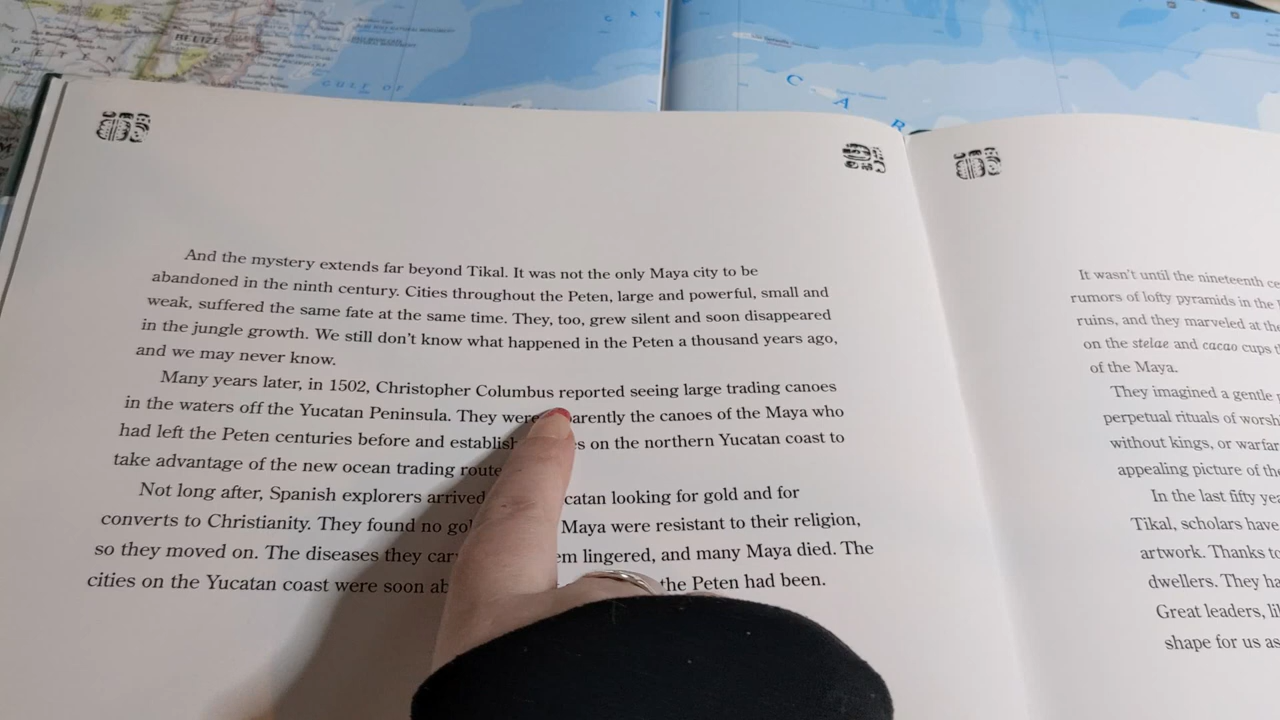 BELIZE
GULF OF
C A R
And the mystery extends far beyond Tikal. It was not the only Maya city to be
abandoned in the ninth century. Cities throughout the Peten, large and powerful, small and
weak, suffered the same fate at the same time. They, too, grew silent and soon disappeared
in the jungle growth. We still don't know what happened in the Peten a thousand years ago,
and we may never know.
Many years later, in 1502, Christopher Columbus reported seeing large trading canoes
in the waters off the Yucatan Peninsula. They were parently the canoes of the Maya who
had left the Peten centuries before and establish s on the northern Yucatan coast to
take advantage of the new ocean trading route
Not long after, Spanish explorers arrived catan looking for gold and for
converts to Christianity. They found no gol Maya were resistant to their religion,
so they moved on. The diseases they car em lingered, and many Maya died. The
cities on the Yucatan coast were soon ab the Peten had been.
It wasn't until the nineteenth ce
rumors of lofty pyramids in the
ruins, and they marveled at the
on the stelae and cacao cups t
of the Maya.
They imagined a gentle
perpetual rituals of worsh
without kings, or warfar
appealing picture of the
In the last fifty yea
Tikal, scholars have
artwork. Thanks to
dwellers. They ha
Great leaders, li
shape for us as